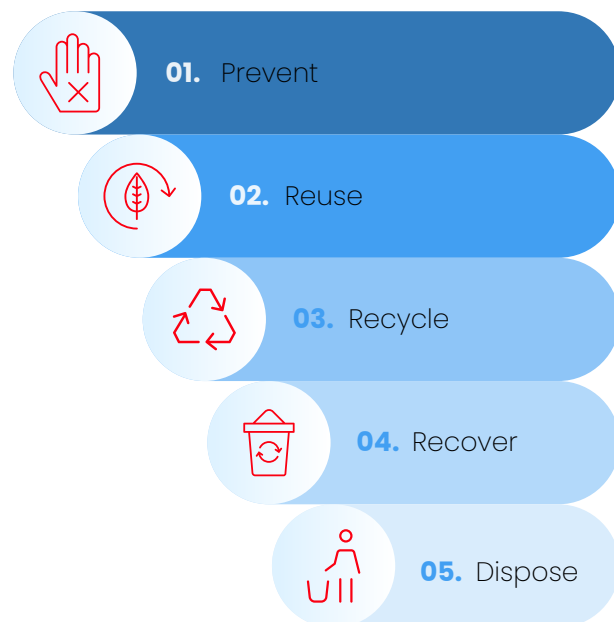 01. Prevent
02. Reuse
03. Recycle
04. Recover
05. Dispose